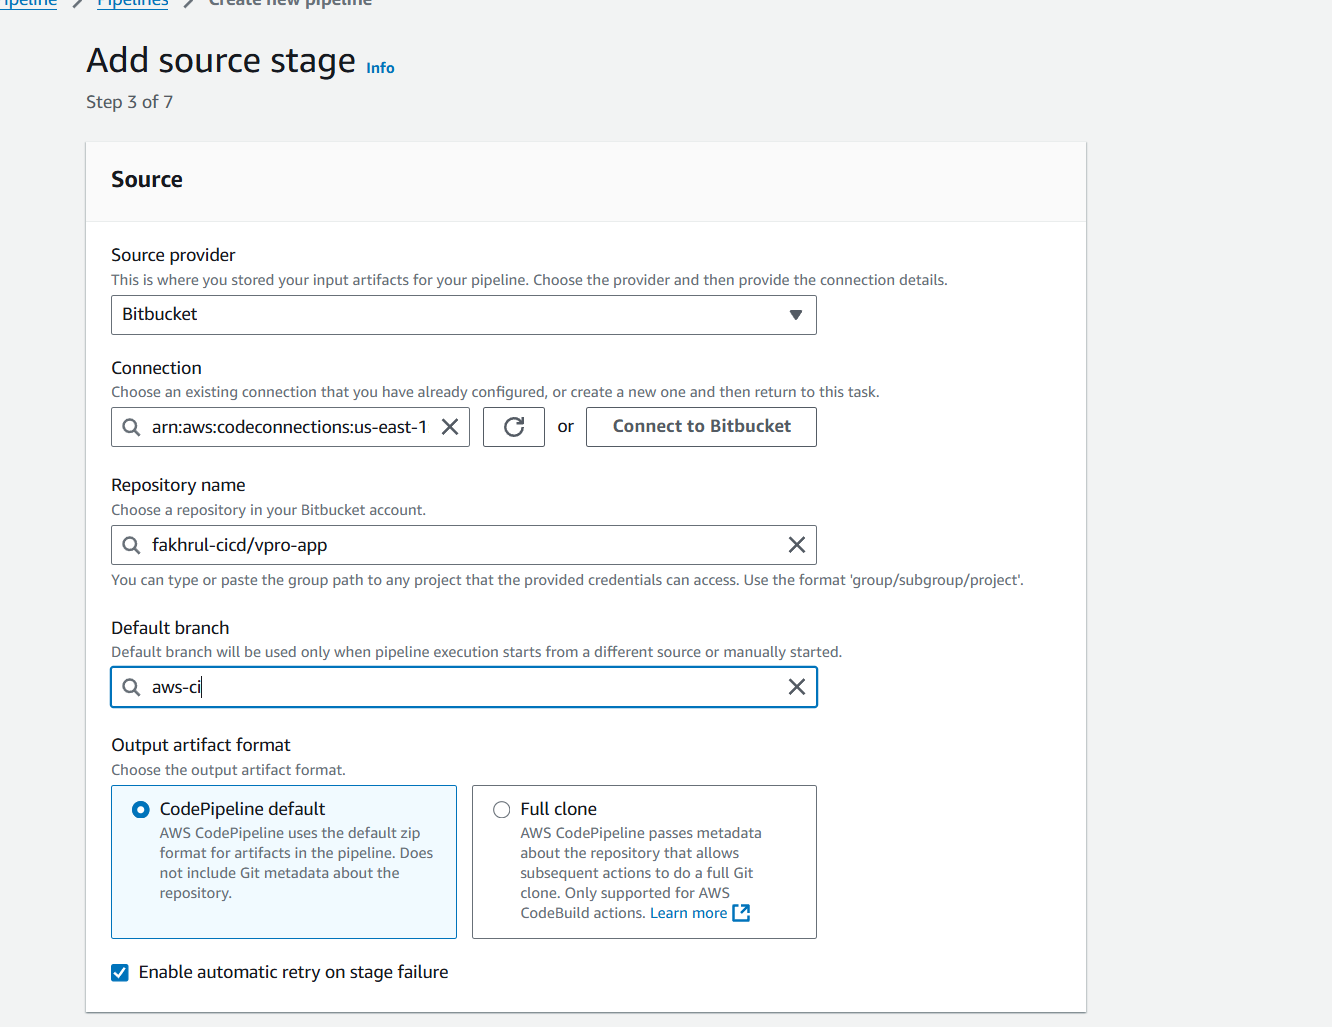 Pipelines
Create new pipeline
Add source stage Info
Step 3 of 7
Source
Source provider
This is where you stored your input artifacts for your pipeline. Choose the provider and then provide the connection details.
Bitbucket
Connection
Choose an existing connection that you have already configured, or create a new one and then return to this task.
arn:aws:codeconnections:us-east-1
or
Connect to Bitbucket
Repository name
Choose a repository in your Bitbucket account.
fakhrul-cicd/vpro-app
You can type or paste the group path to any project that the provided credentials can access. Use the format 'group/subgroup/project'.
Default branch
Default branch will be used only when pipeline execution starts from a different source or manually started.
aws-ci
Output artifact format
Choose the output artifact format.
CodePipeline default
AWS CodePipeline uses the default zip
format for artifacts in the pipeline. Does
not include Git metadata about the
repository.
Full clone
AWS CodePipeline passes metadata
about the repository that allows
subsequent actions to do a full Git
clone. Only supported for AWS
CodeBuild actions. Learn more
Enable automatic retry on stage failure